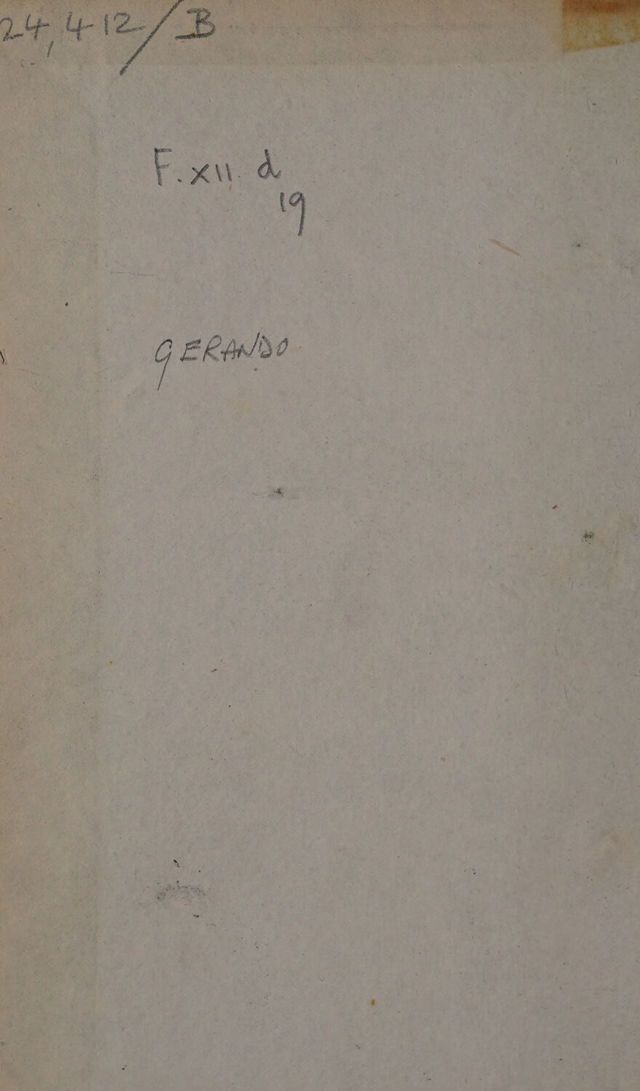 24,412/B
F. XII d
19
GERANDO